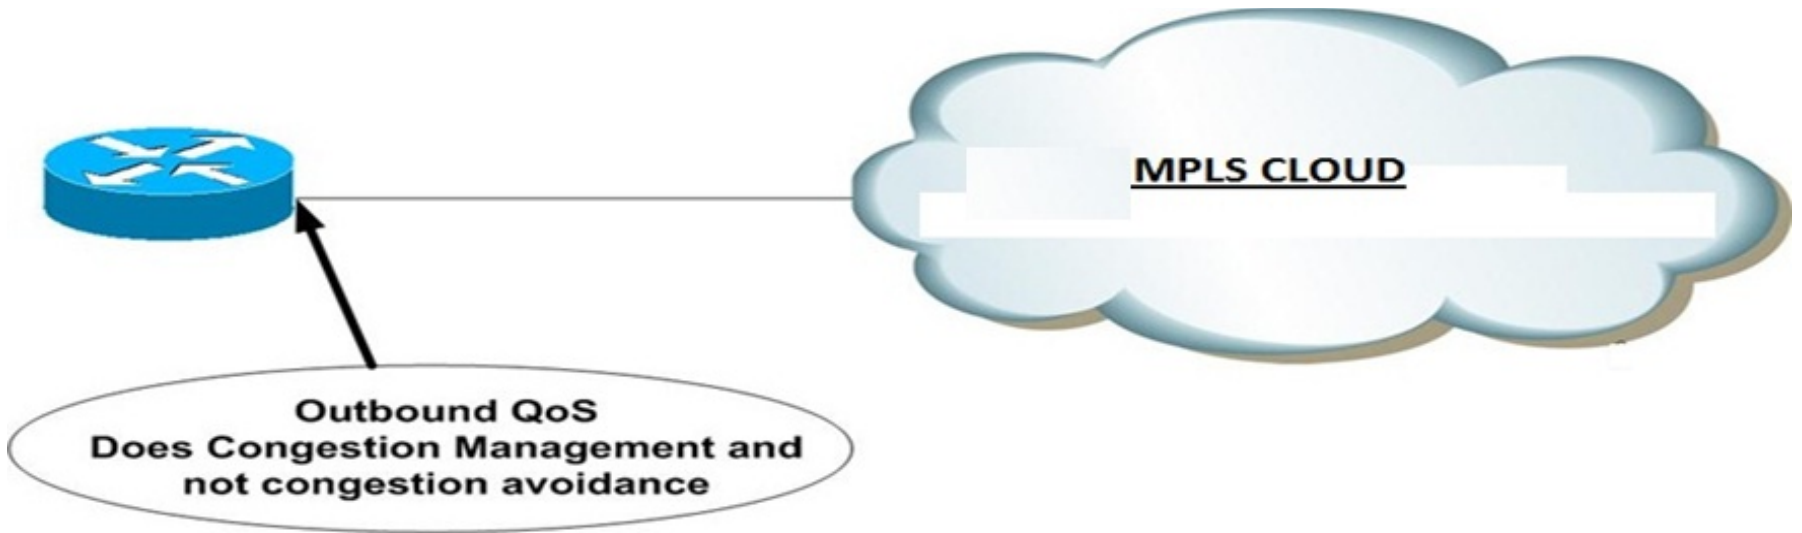 MPLS CLOUD
Outbound QoS
Does Congestion Management and
not congestion avoidance